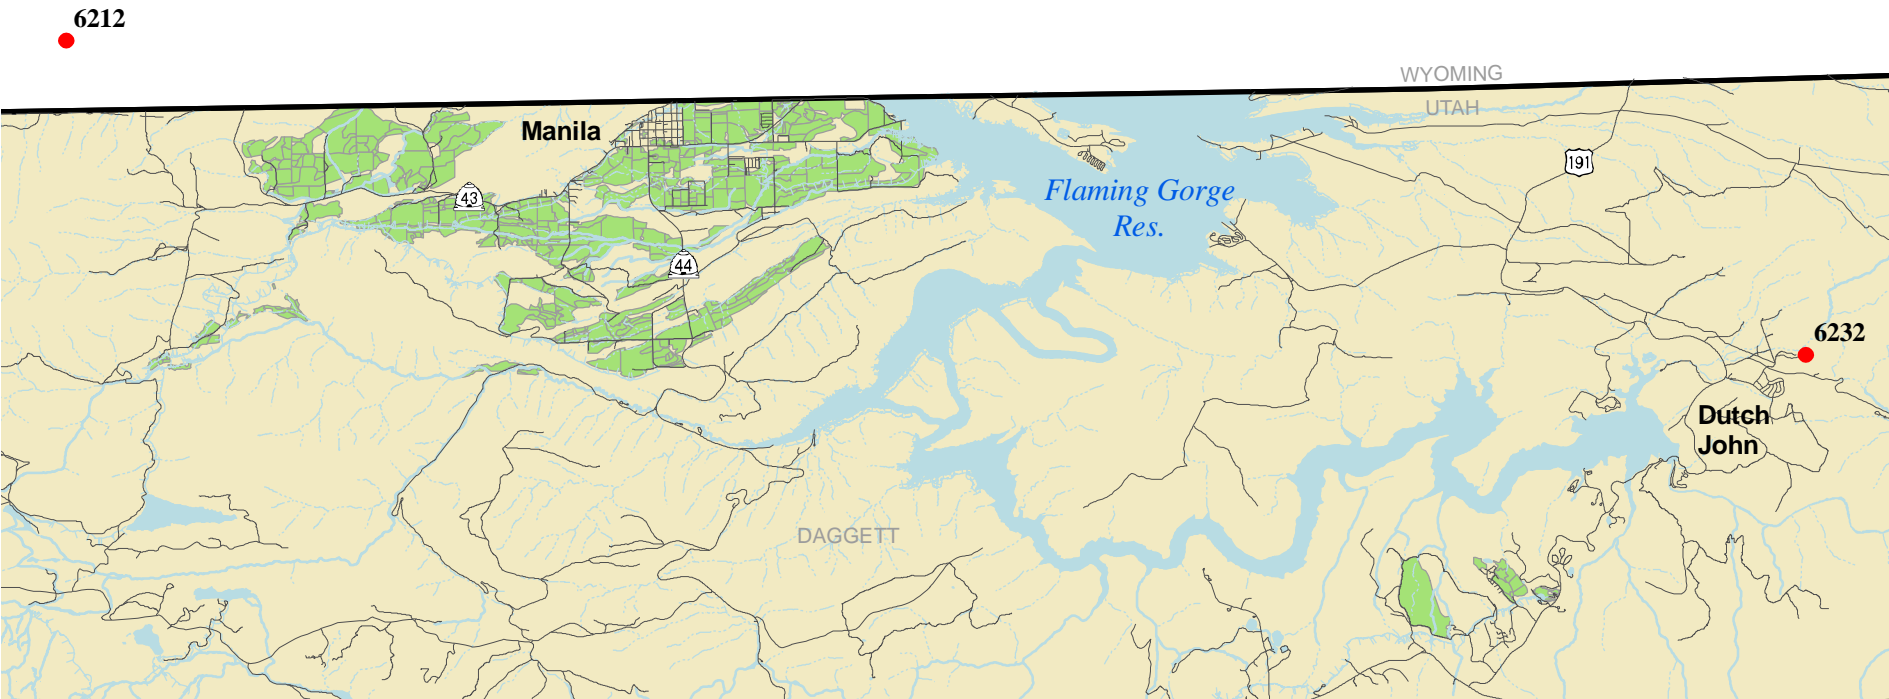 6212
WYOMING
UTAH
Manila
191
Flaming Gorge
Res.
43
44
6232
Dutch
John
DAGGETT